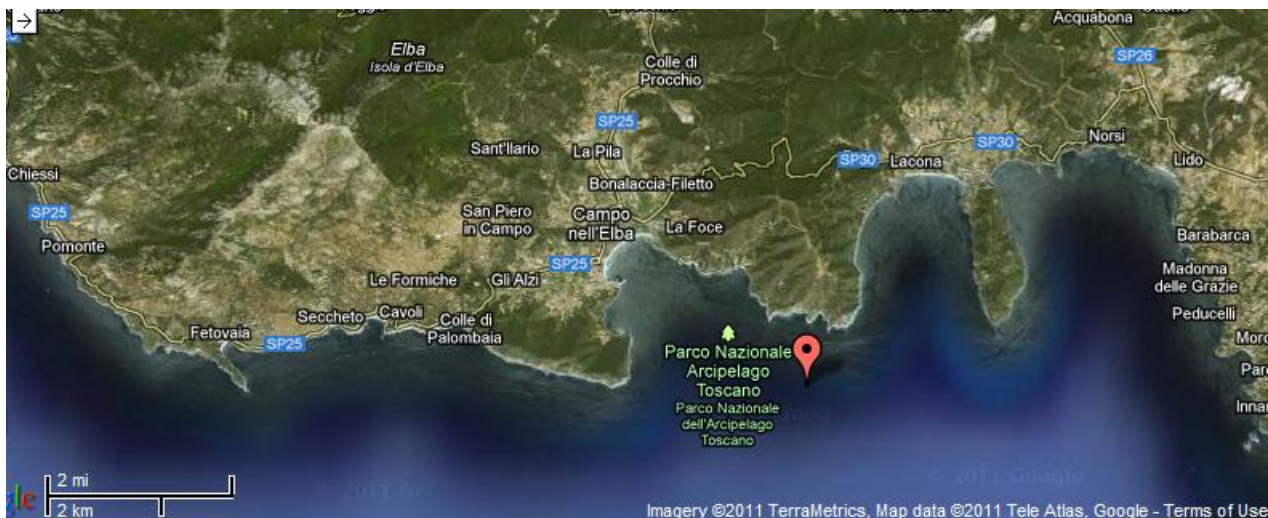 Acquabona
Elba
Isola d'Elba
SP26
Colle di
Procchio
SP25
Norsi
SP30
Sant'Ilario
La Pila
SP30
Lacona
Lido
Chiessi
Bonalaccia-Filetto
SP25
San Piero
in Campo
Campo
nell'Elba
La Foce
Pomonte
Barabarca
SP25
Le Formiche
Gli Alzi
Madonna
delle Grazie
Seccheto
Cavoli
Colle di
Palombaia
Peducelli
Fetovaia
SP25
Parco Nazionale
Arcipelago
Toscano
Parco Nazionale
dell'Arcipelago
Toscano
2 mi
2 km
© 2011 Google
Imagery ©2011 TerraMetrics, Map data ©2011 Tele Atlas, Google - Terms of Use